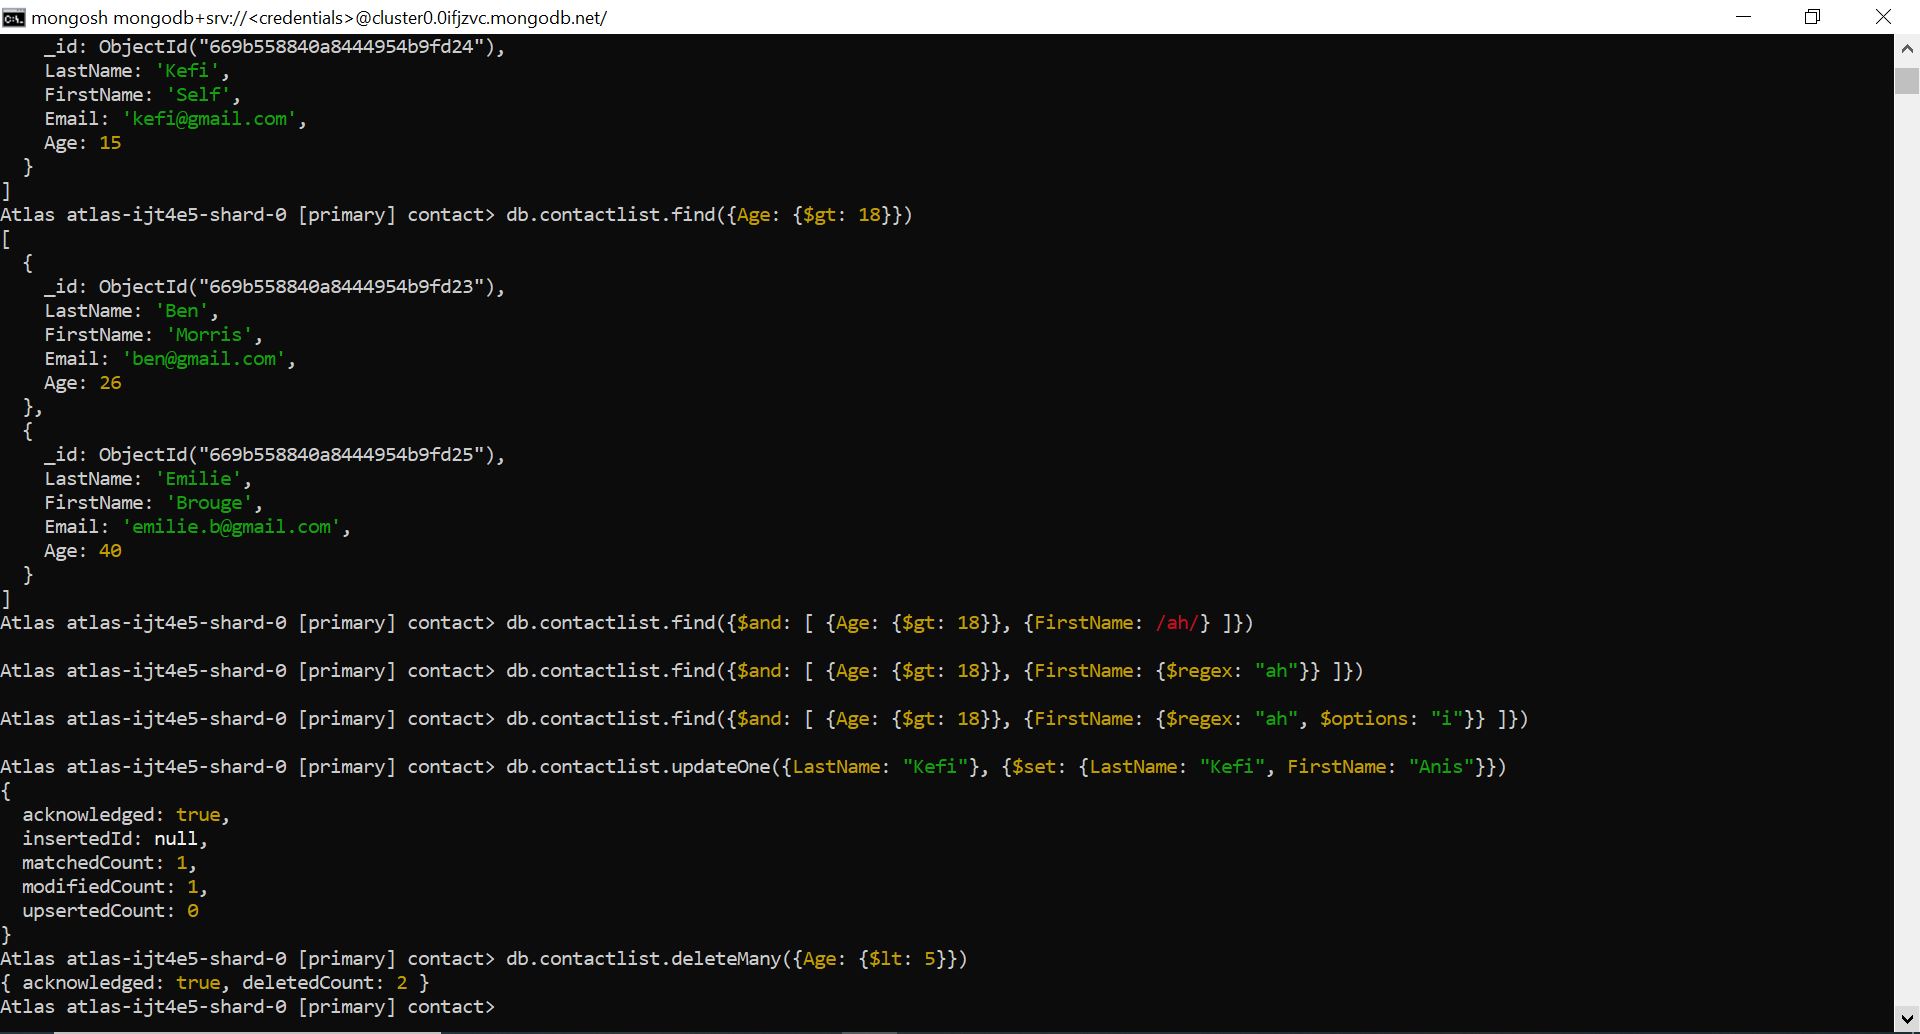 mongosh mongodb+srv://<credentials>@cluster0.0ifjzvc.mongodb.net/
    _id: ObjectId("669b558840a8444954b9fd24"),
    LastName: 'Kefi',
    FirstName: 'Self',
    Email: 'kefi@gmail.com',
    Age: 15
  }
]
Atlas atlas-ijt4e5-shard-0 [primary] contact> db.contactlist.find({Age: {$gt: 18}})
[
  {
    _id: ObjectId("669b558840a8444954b9fd23"),
    LastName: 'Ben',
    FirstName: 'Morris',
    Email: 'ben@gmail.com',
    Age: 26
  },
  {
    _id: ObjectId("669b558840a8444954b9fd25"),
    LastName: 'Emilie',
    FirstName: 'Brouge',
    Email: 'emilie.b@gmail.com',
    Age: 40
  }
]
Atlas atlas-ijt4e5-shard-0 [primary] contact> db.contactlist.find({$and: [ {Age: {$gt: 18}}, {FirstName: /ah/} ]})
Atlas atlas-ijt4e5-shard-0 [primary] contact> db.contactlist.find({$and: [ {Age: {$gt: 18}}, {FirstName: {$regex: "ah"}} ]})
Atlas atlas-ijt4e5-shard-0 [primary] contact> db.contactlist.find({$and: [ {Age: {$gt: 18}}, {FirstName: {$regex: "ah", $options: "i"}} ]})
Atlas atlas-ijt4e5-shard-0 [primary] contact> db.contactlist.updateOne({LastName: "Kefi"}, {$set: {LastName: "Kefi", FirstName: "Anis"}})
{
  acknowledged: true,
  insertedId: null,
  matchedCount: 1,
  modifiedCount: 1,
  upsertedCount: 0
}
Atlas atlas-ijt4e5-shard-0 [primary] contact> db.contactlist.deleteMany({Age: {$lt: 5}})
{ acknowledged: true, deletedCount: 2 }
Atlas atlas-ijt4e5-shard-0 [primary] contact>